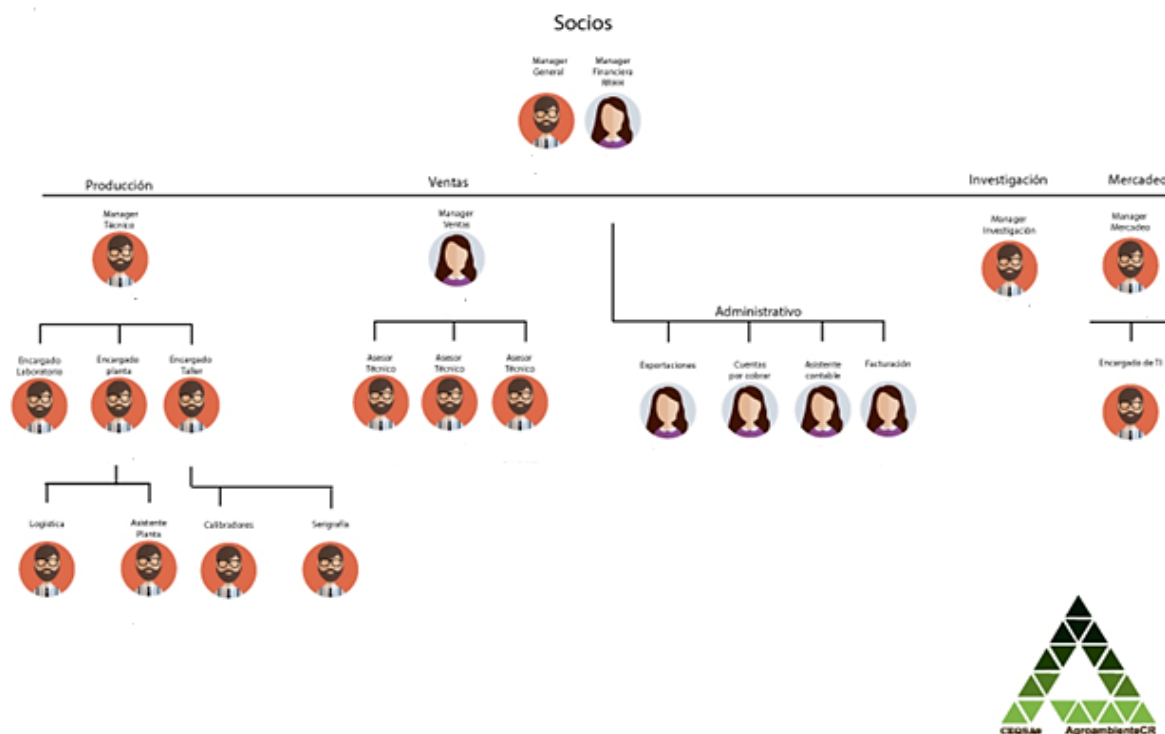 Socios
Manager
General
Manager
Financiera
RRHH
Producción
Ventas
Investigación
Mercadeo
Manager
Técnico
Manager
Ventas
Manager
Investigación
Manager
Mercadeo
Administrativo
Encargado
Laboratorio
Encargado
planta
Encargado
Taller
Asesor
Técnico
Asesor
Técnico
Asesor
Técnico
Exportaciones
Cuentas
por cobrar
Asistente
contable
Facturación
Encargado de TI
Logística
Asistente
Planta
Calibradores
Serigrafía
CEQSA
AgroambienteCR